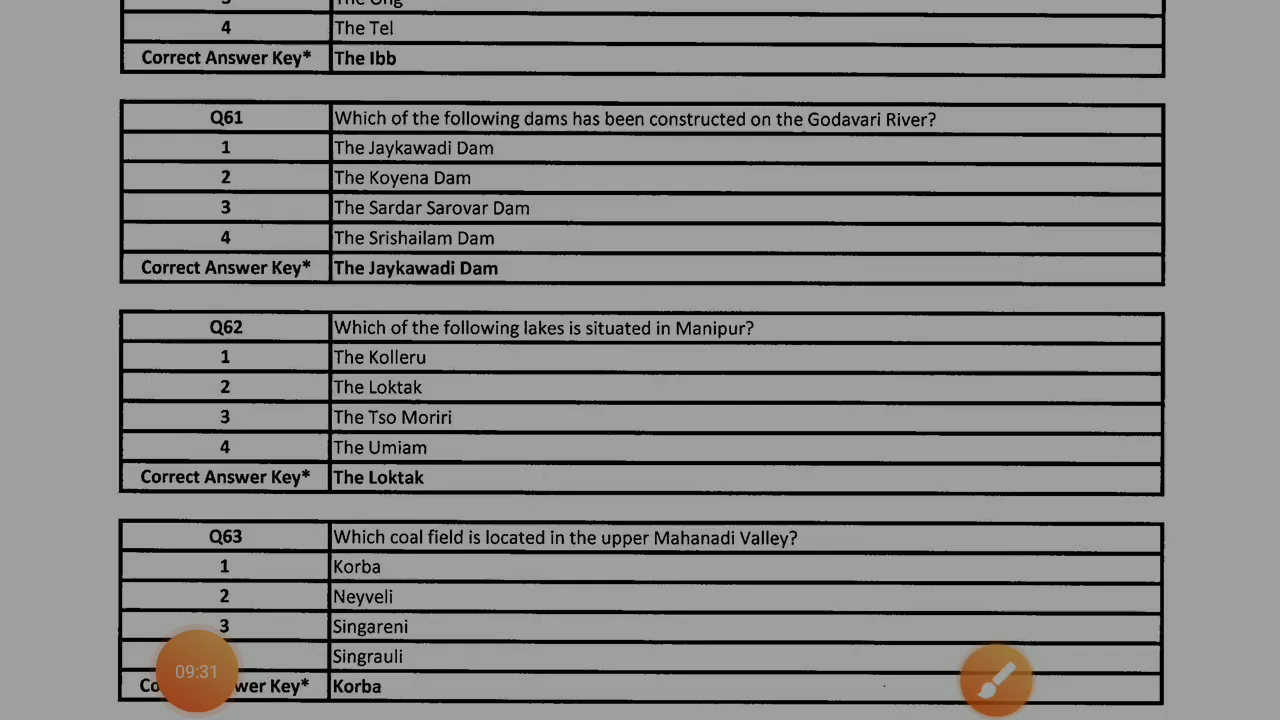 3 The Ong
4 The Tel
Correct Answer Key* The Ibb
Q61 Which of the following dams has been constructed on the Godavari River?
1 The Jaykawadi Dam
2 The Koyena Dam
3 The Sardar Sarovar Dam
4 The Srishailam Dam
Correct Answer Key* The Jaykawadi Dam
Q62 Which of the following lakes is situated in Manipur?
1 The Kolleru
2 The Loktak
3 The Tso Moriri
4 The Umiam
Correct Answer Key* The Loktak
Q63 Which coal field is located in the upper Mahanadi Valley?
1 Korba
2 Neyveli
3 Singareni
Singrauli
09:31
Co wer Key* Korba